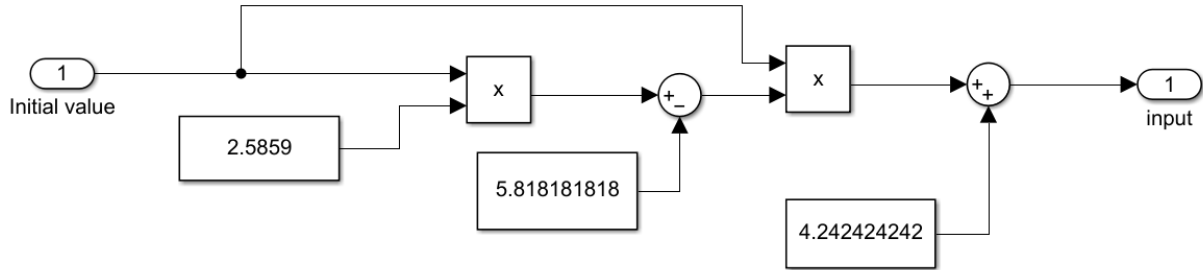 1
Initial value
2.5859
x
5.818181818
+
−
x
4.242424242
+
+
1
input